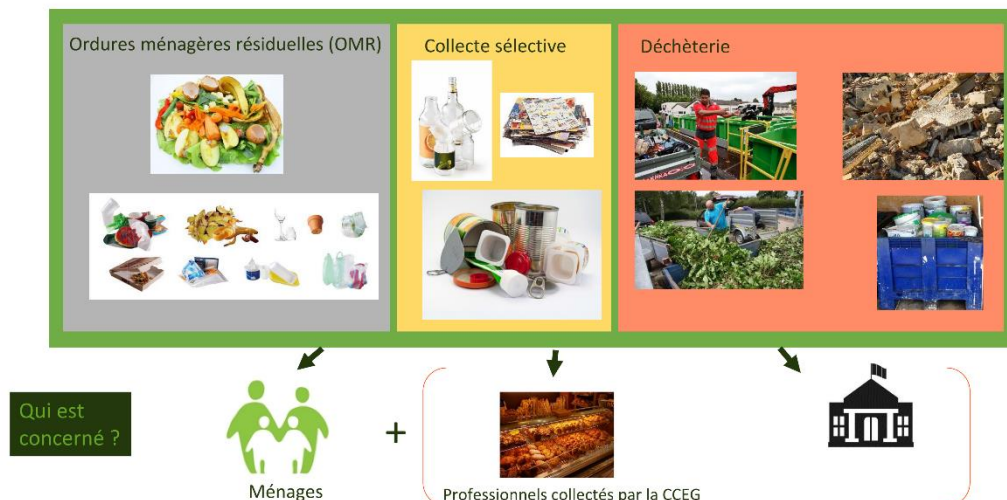 Ordures ménagères résiduelles (OMR)
Collecte sélective
Déchèterie
Qui est
concerné ?
+
Ménages
Professionnels collectés par la CCEG